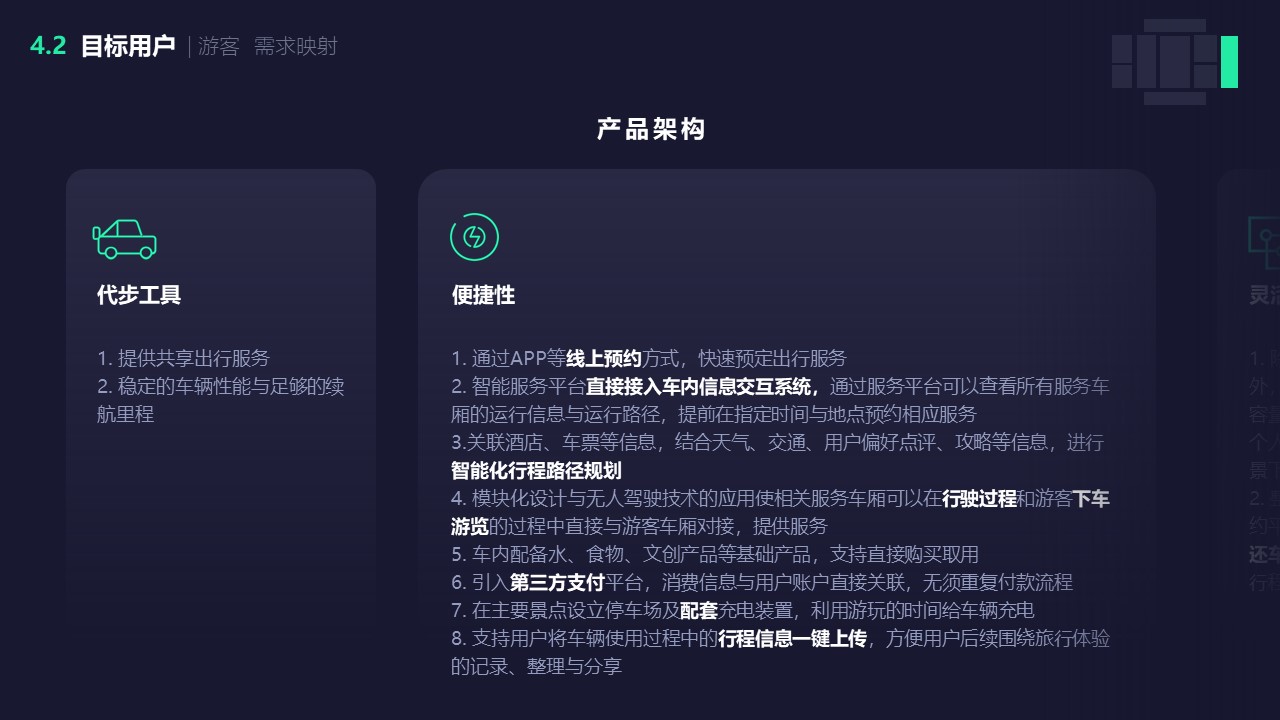 4.2 目标用户 | 游客 需求映射
产品架构
代步工具
1. 提供共享出行服务
2. 稳定的车辆性能与足够的续
航里程
便捷性
1. 通过APP等线上预约方式，快速预定出行服务
2. 智能服务平台直接接入车内信息交互系统，通过服务平台可以查看所有服务车
厢的运行信息与运行路径，提前在指定时间与地点预约相应服务
3.关联酒店、车票等信息，结合天气、交通、用户偏好点评、攻略等信息，进行
智能化行程路径规划
4. 模块化设计与无人驾驶技术的应用使相关服务车厢可以在行驶过程和游客下车
游览的过程中直接与游客车厢对接，提供服务
5. 车内配备水、食物、文创产品等基础产品，支持直接购买取用
6. 引入第三方支付平台，消费信息与用户账户直接关联，无须重复付款流程
7. 在主要景点设立停车场及配套充电装置，利用游玩的时间给车辆充电
8. 支持用户将车辆使用过程中的行程信息一键上传，方便用户后续围绕旅行体验
的记录、整理与分享
灵
1.
外
容
个
景
2.
约
还
行